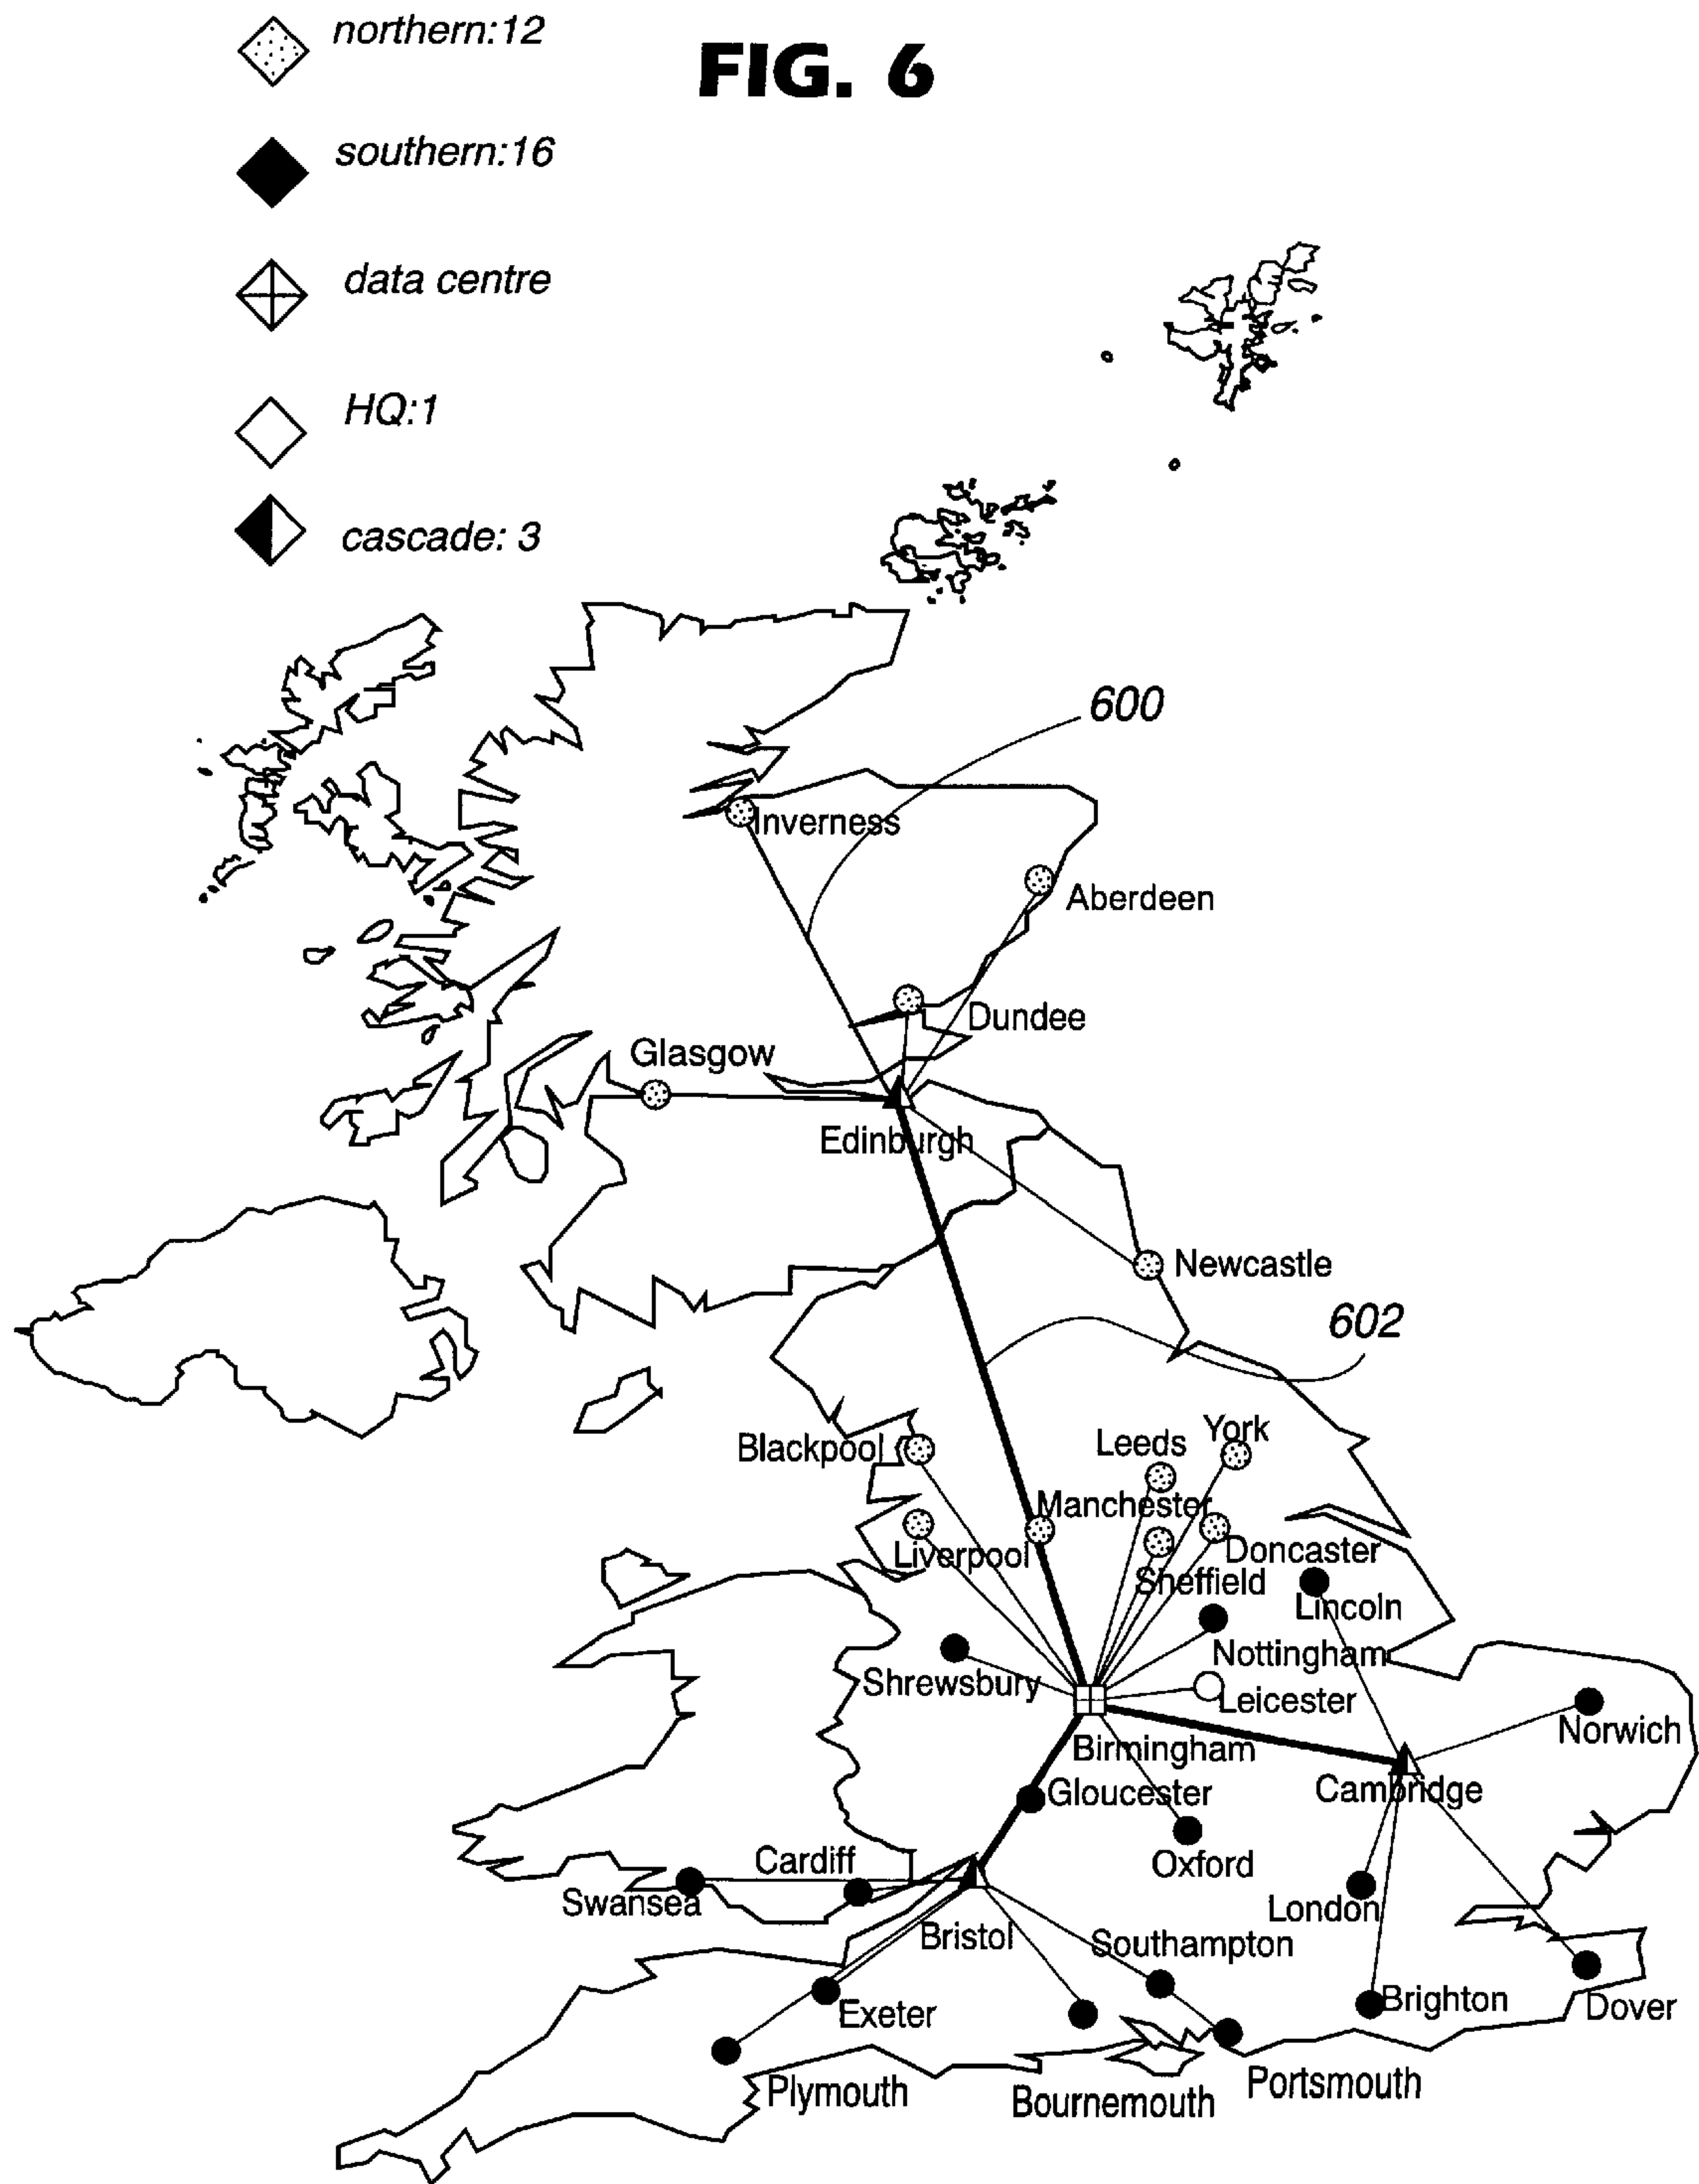 northern:12
FIG. 6
southern:16
data centre
HQ:1
cascade: 3
600
Inverness
Aberdeen
Dundee
Glasgow
Edinburgh
Newcastle
602
Blackpool
Leeds
York
Manchester
Liverpool
Doncaster
Sheffield
Lincoln
Nottingham
Shrewsbury
Leicester
Norwich
Birmingham
Cambridge
Gloucester
Cardiff
Oxford
Swansea
London
Bristol
Southampton
Exeter
Brighton
Dover
Plymouth
Bournemouth
Portsmouth